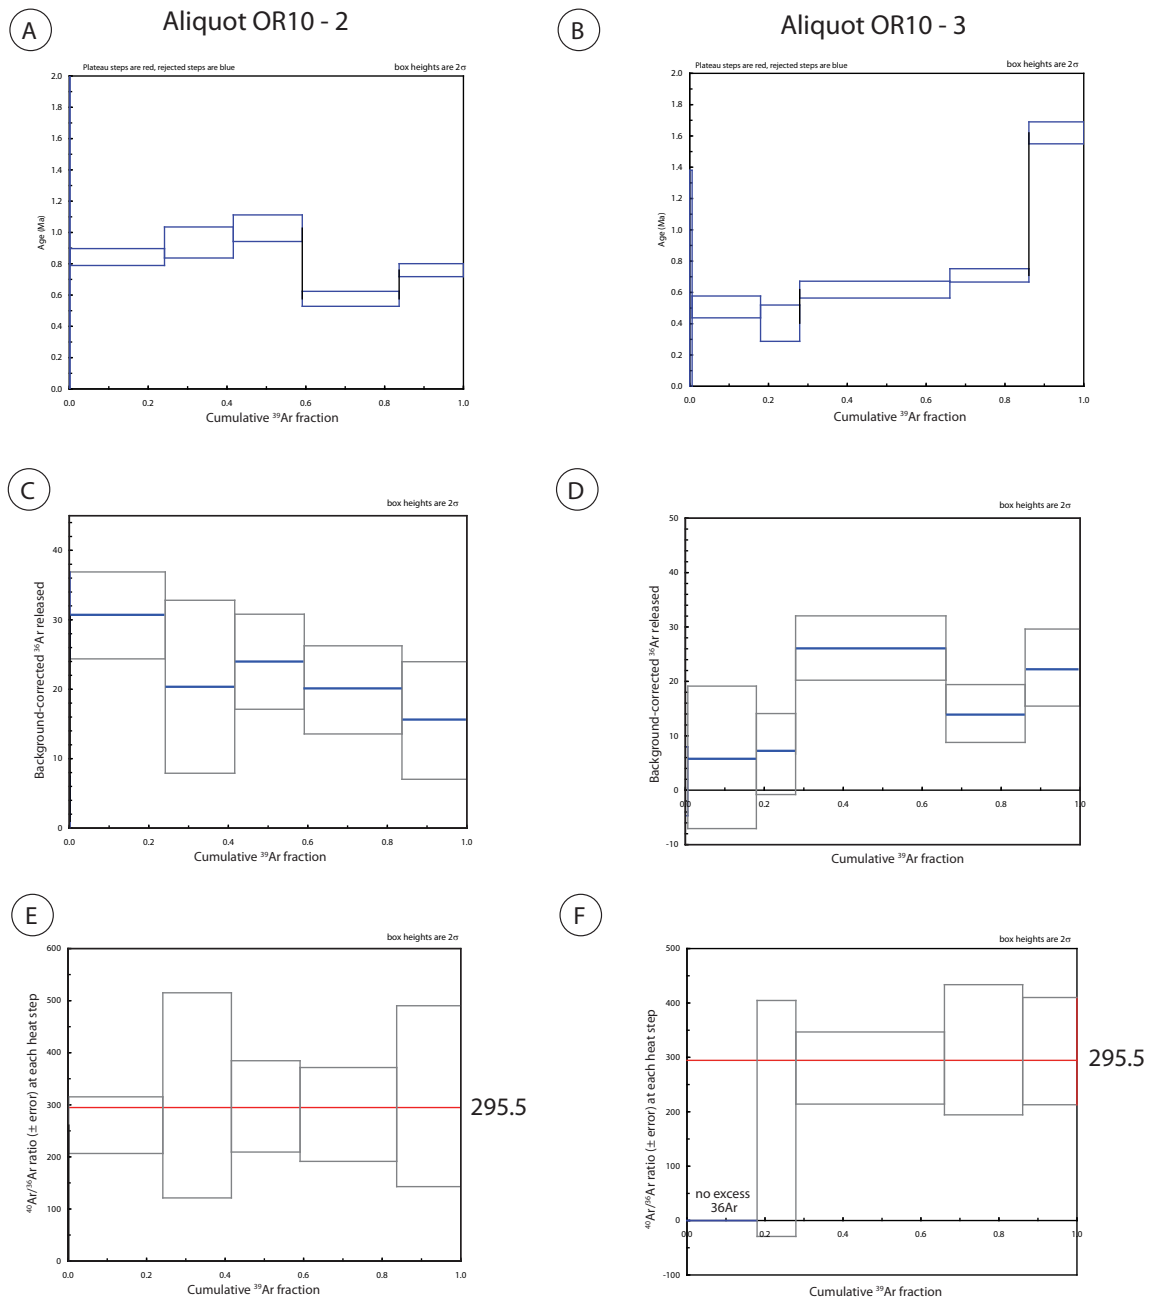 A
Aliquot OR10 - 2
Plateau steps are red, rejected steps are blue
box heights are 2σ
2.0
1.8
1.6
1.4
1.2
1.0
0.8
0.6
0.4
0.2
0.0
Age (Ma)
0.0 0.2 0.4 0.6 0.8 1.0
Cumulative ³⁹Ar fraction
B
Aliquot OR10 - 3
Plateau steps are red, rejected steps are blue
box heights are 2σ
2.0
1.8
1.6
1.4
1.2
1.0
0.8
0.6
0.4
0.2
0.0
Age (Ma)
0.0 0.2 0.4 0.6 0.8 1.0
Cumulative ³⁹Ar fraction
C
box heights are 2σ
40
30
20
10
0
Background-corrected ³⁶Ar released
0.0 0.2 0.4 0.6 0.8 1.0
Cumulative ³⁹Ar fraction
D
box heights are 2σ
50
40
30
20
10
0
-10
Background-corrected ³⁶Ar released
0.0 0.2 0.4 0.6 0.8 1.0
Cumulative ³⁹Ar fraction
E
box heights are 2σ
600
500
400
300
200
100
0
⁴⁰Ar/³⁶Ar ratio (± error) at each heat step
295.5
0.0 0.2 0.4 0.6 0.8 1.0
Cumulative ³⁹Ar fraction
F
box heights are 2σ
500
400
300
200
100
0
-100
⁴⁰Ar/³⁶Ar ratio (± error) at each heat step
295.5
no excess
36Ar
0.0 0.2 0.4 0.6 0.8 1.0
Cumulative ³⁹Ar fraction